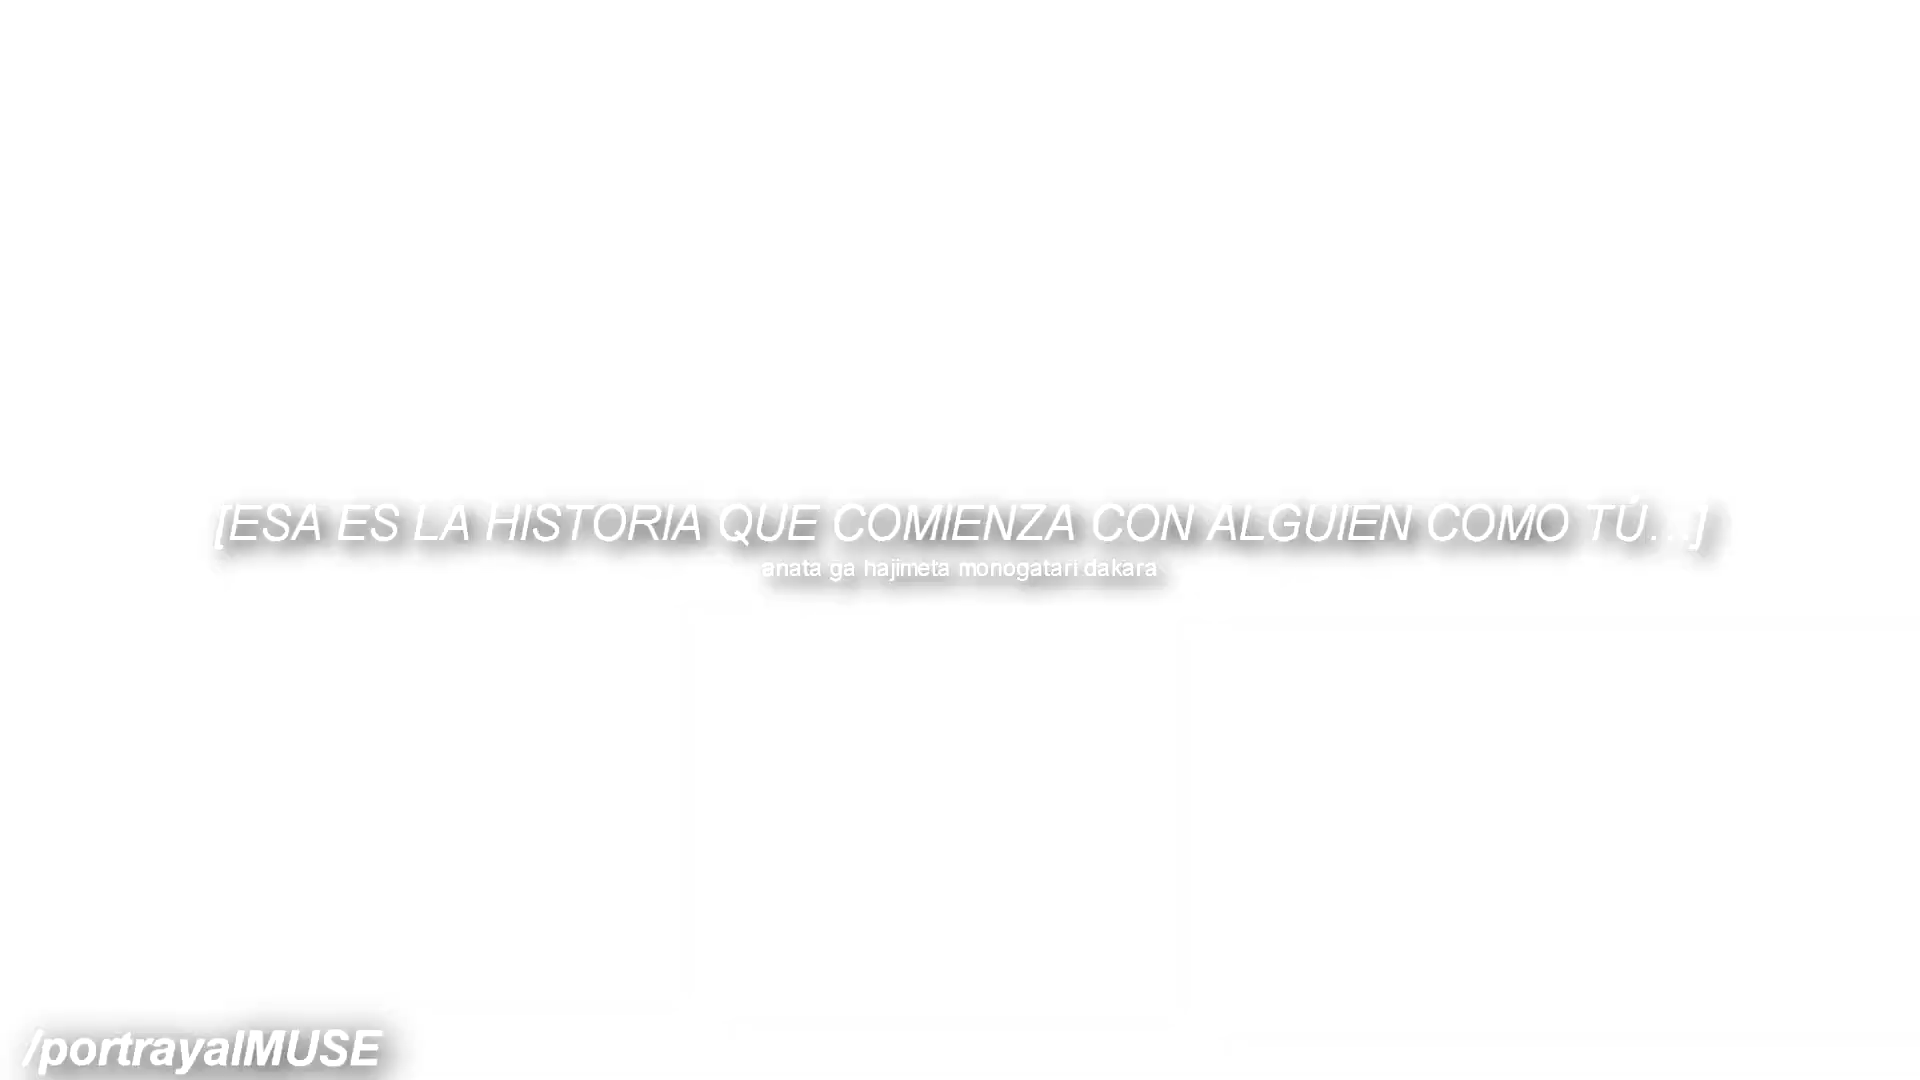 [ESA ES LA HISTORIA QUE COMIENZA CON ALGUIEN COMO TÚ...]
anata ga hajimeta monogatari dakara
/portrayalMUSE